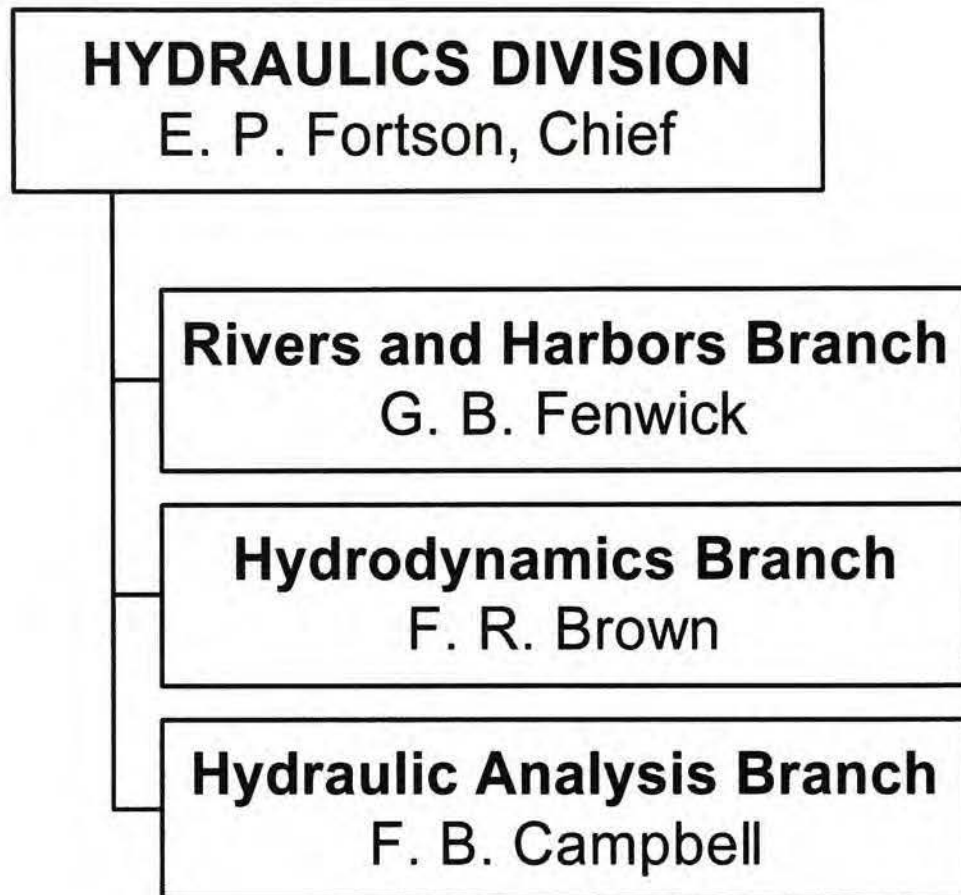 HYDRAULICS DIVISION
E. P. Fortson, Chief
Rivers and Harbors Branch
G. B. Fenwick
Hydrodynamics Branch
F. R. Brown
Hydraulic Analysis Branch
F. B. Campbell